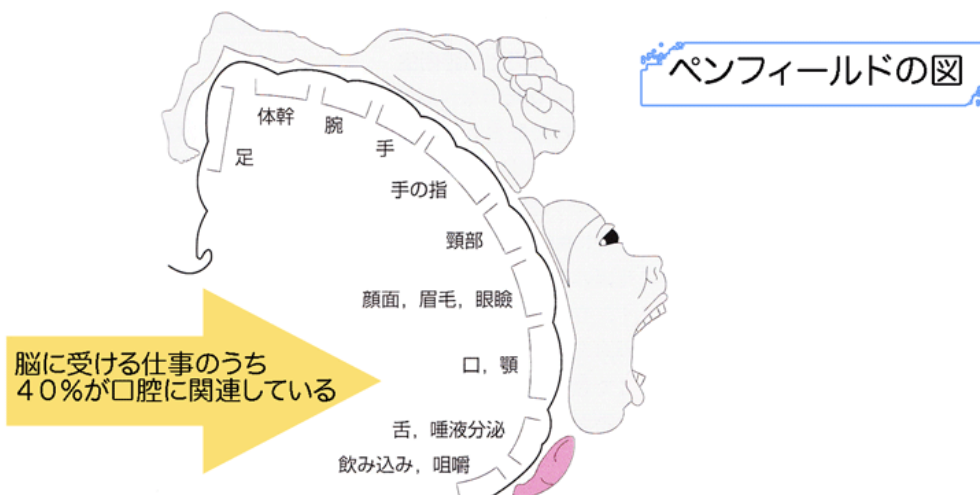 ペンフィールドの図
体幹
腕
足
手
手の指
頸部
顔面，眉毛，眼瞼
口，顎
脳に受ける仕事のうち
４０％が口腔に関連している
舌，唾液分泌
飲み込み，咀嚼